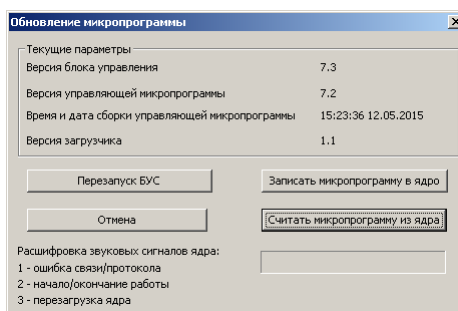 Обновление микропрограммы
Текущие параметры
Версия блока управления 7.3
Версия управляющей микропрограммы 7.2
Время и дата сборки управляющей микропрограммы 15:23:36 12.05.2015
Версия загрузчика 1.1
Перезапуск БУС Записать микропрограмму в ядро
Отмена Считать микропрограмму из ядра
Расшифровка звуковых сигналов ядра:
1 - ошибка связи/протокола
2 - начало/окончание работы
3 - перезагрузка ядра